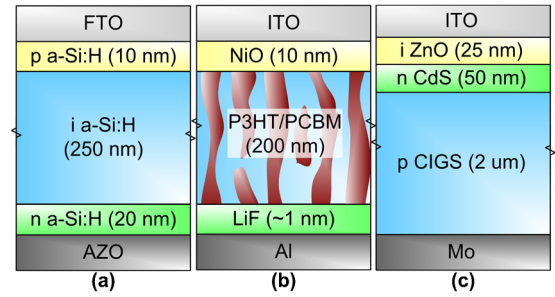 FTO
p a-Si:H (10 nm)
i a-Si:H
(250 nm)
n a-Si:H (20 nm)
AZO
(a)
ITO
NiO (10 nm)
P3HT/PCBM
(200 nm)
LiF (~1 nm)
Al
(b)
ITO
i ZnO (25 nm)
n CdS (50 nm)
p CIGS (2 um)
Mo
(c)